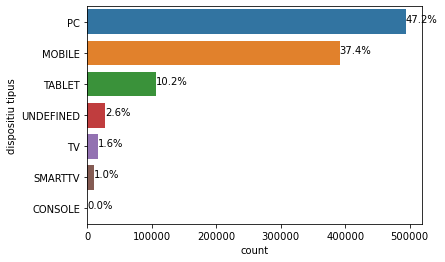 PC 47.2%
MOBILE 37.4%
TABLET 10.2%
UNDEFINED 2.6%
TV 1.6%
SMARTTV 1.0%
CONSOLE 0.0%
dispositiu tipus
0 100000 200000 300000 400000 500000
count